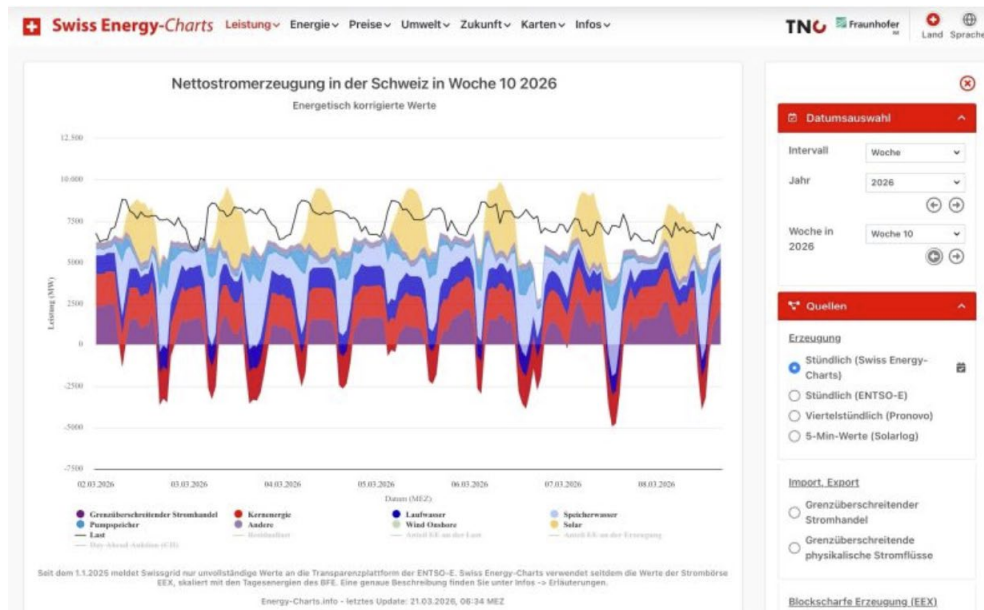 Swiss Energy-Charts
Leistung Energie Preise Umwelt Zukunft Karten Infos
TNO Fraunhofer
ISE
Land Sprache
Nettostromerzeugung in der Schweiz in Woche 10 2026
Energetisch korrigierte Werte
12.500
10.000
7500
5000
2500
0
-2500
-5000
-7500
Leistung (MW)
02.03.2026 03.03.2026 04.03.2026 05.03.2026 06.03.2026 07.03.2026 08.03.2026
Datum (MEZ)
Grenzüberschreitender Stromhandel Kernenergie Laufwasser Speicherwasser
Pumpspeicher Andere Wind Onshore Solar
Last Residuallast Anteil EE an der Last Anteil EE an der Erzeugung
Day-Ahead Auktion (CH)
Seit dem 1.1.2025 meldet Swissgrid nur unvollständige Werte an die Transparenzplattform der ENTSO-E. Swiss Energy-Charts verwendet seitdem die Werte der Strombörse
EEX, skaliert mit den Tagesenergien des BFE. Eine genaue Beschreibung finden Sie unter Infos -> Erläuterungen.
Energy-Charts.info - letztes Update: 21.03.2026, 06:34 MEZ
Datumsauswahl
Intervall
Woche
Jahr
2026
Woche in
2026
Woche 10
Quellen
Erzeugung
Stündlich (Swiss Energy-
Charts)
Stündlich (ENTSO-E)
Viertelstündlich (Pronovo)
5-Min-Werte (Solarlog)
Import, Export
Grenzüberschreitender
Stromhandel
Grenzüberschreitende
physikalische Stromflüsse
Blockscharfe Erzeugung (EEX)